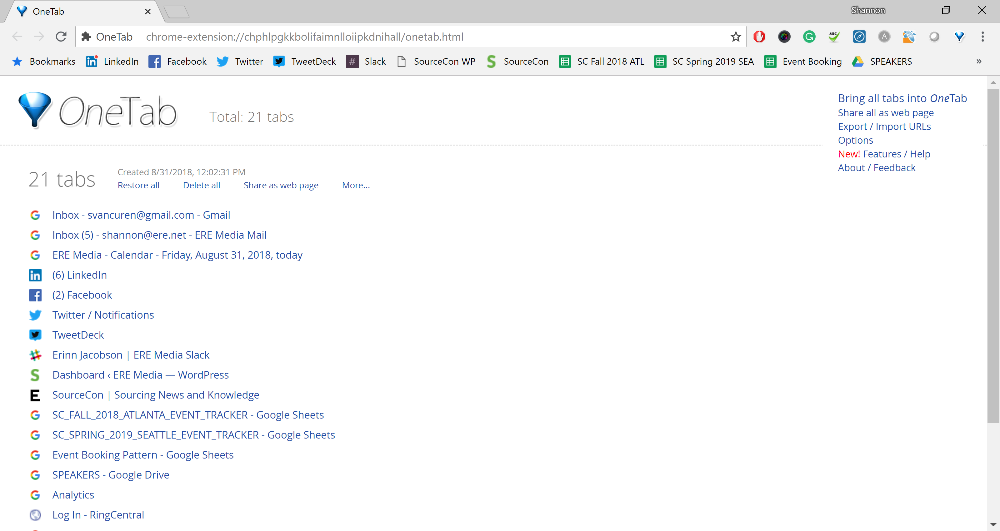 OneTab
Shannon
OneTab chrome-extension://chphlpgkkbolifaimnlloiipkdnihall/onetab.html
ABC
A
Bookmarks LinkedIn Facebook Twitter TweetDeck Slack SourceCon WP SourceCon SC Fall 2018 ATL SC Spring 2019 SEA Event Booking SPEAKERS »
OneTab
Total: 21 tabs
Bring all tabs into OneTab
Share all as web page
Export / Import URLs
Options
New! Features / Help
About / Feedback
21 tabs
Created 8/31/2018, 12:02:31 PM
Restore all Delete all Share as web page More...
Inbox - svancuren@gmail.com - Gmail
Inbox (5) - shannon@ere.net - ERE Media Mail
ERE Media - Calendar - Friday, August 31, 2018, today
(6) LinkedIn
(2) Facebook
Twitter / Notifications
TweetDeck
Erinn Jacobson | ERE Media Slack
Dashboard ‹ ERE Media — WordPress
SourceCon | Sourcing News and Knowledge
SC_FALL_2018_ATLANTA_EVENT_TRACKER - Google Sheets
SC_SPRING_2019_SEATTLE_EVENT_TRACKER - Google Sheets
Event Booking Pattern - Google Sheets
SPEAKERS - Google Drive
Analytics
Log In - RingCentral